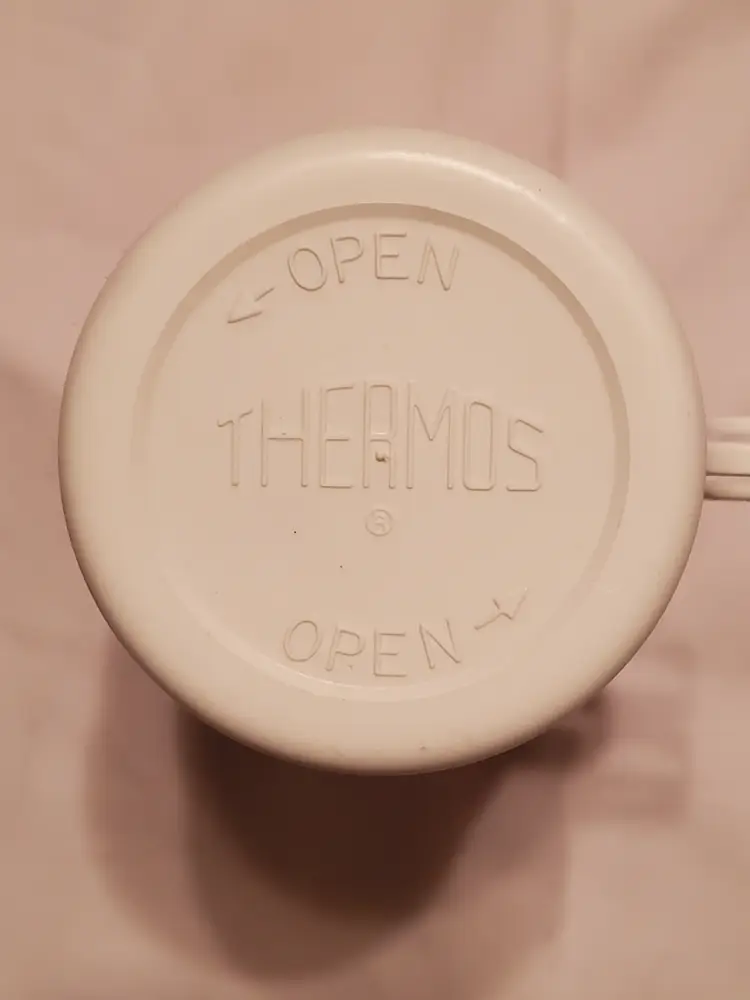 ← OPEN
THERMOS
®
OPEN →